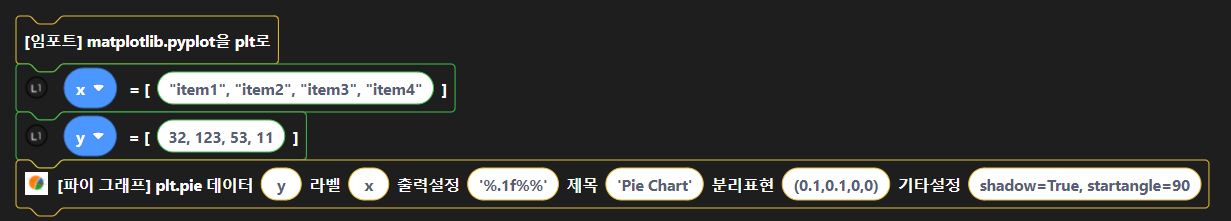 [임포트] matplotlib.pyplot을 plt로
L1 x = [ "item1", "item2", "item3", "item4" ]
L1 y = [ 32, 123, 53, 11 ]
[파이 그래프] plt.pie 데이터 y 라벨 x 출력설정 '%.1f%%' 제목 'Pie Chart' 분리표현 (0.1,0.1,0,0) 기타설정 shadow=True, startangle=90